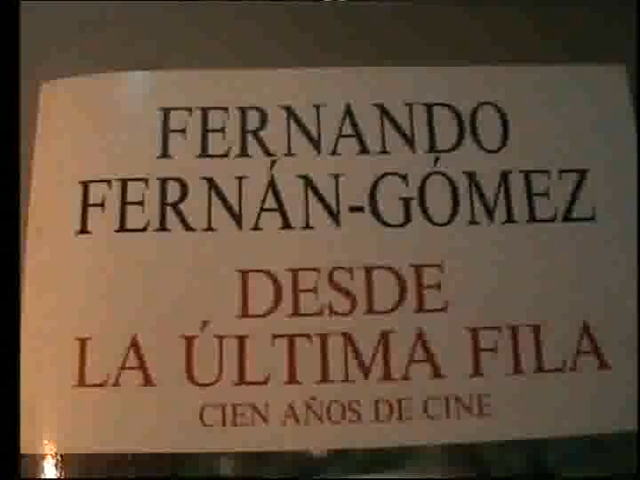 FERNANDO
FERNÁN-GÓMEZ
DESDE
LA ÚLTIMA FILA
CIEN AÑOS DE CINE